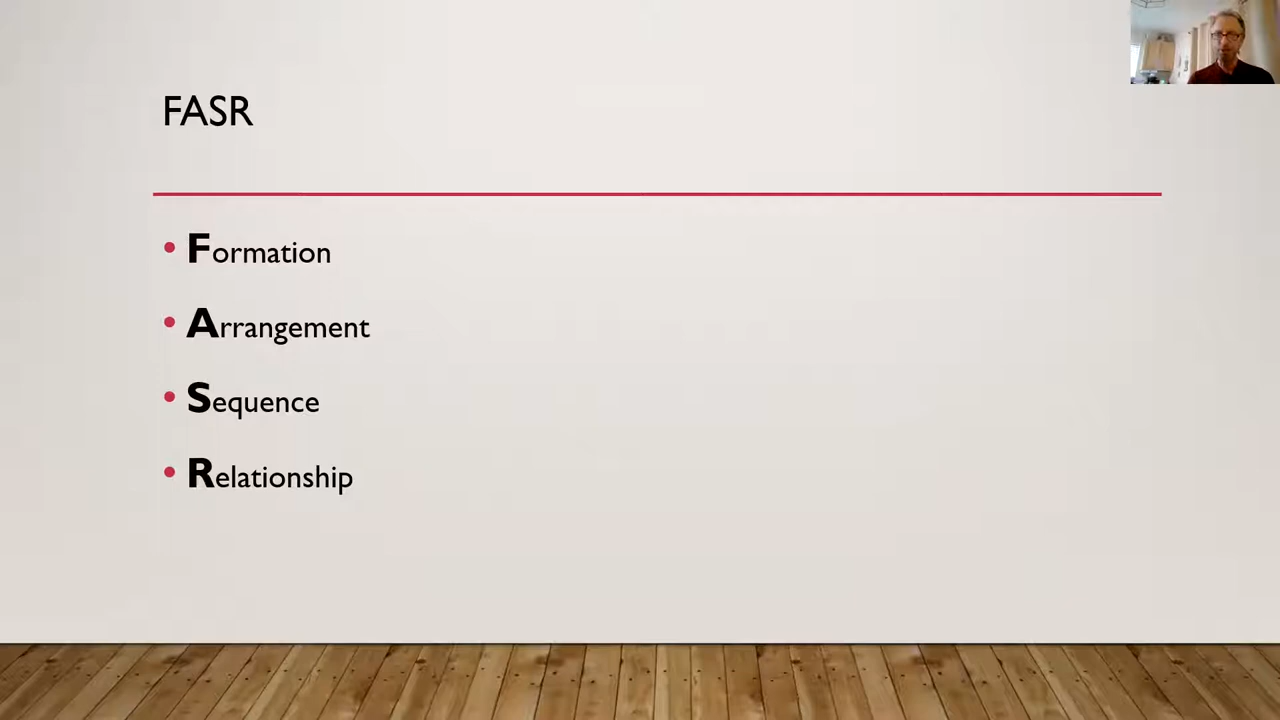 FASR
• Formation
• Arrangement
• Sequence
• Relationship